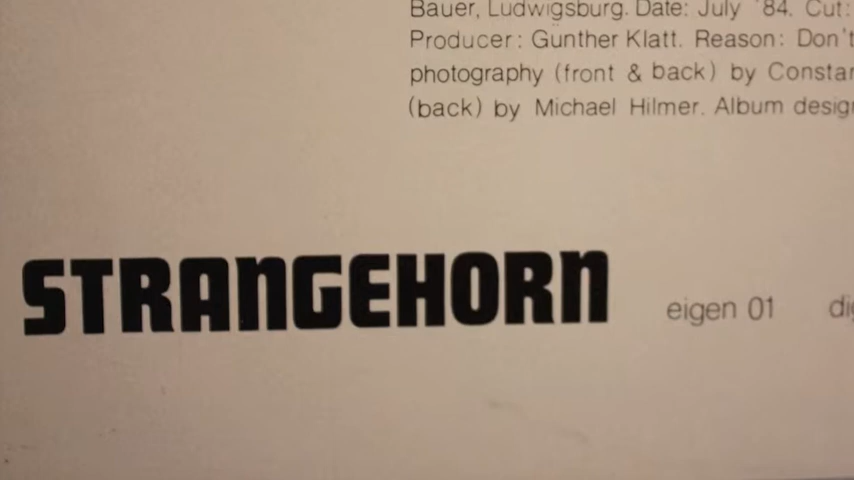 Bauer, Ludwigsburg. Date: July '84. Cut:
Producer: Gunther Klatt. Reason: Don't
photography (front & back) by
(back) by Michael Hilmer. Album
STRANGEHORN eigen 01